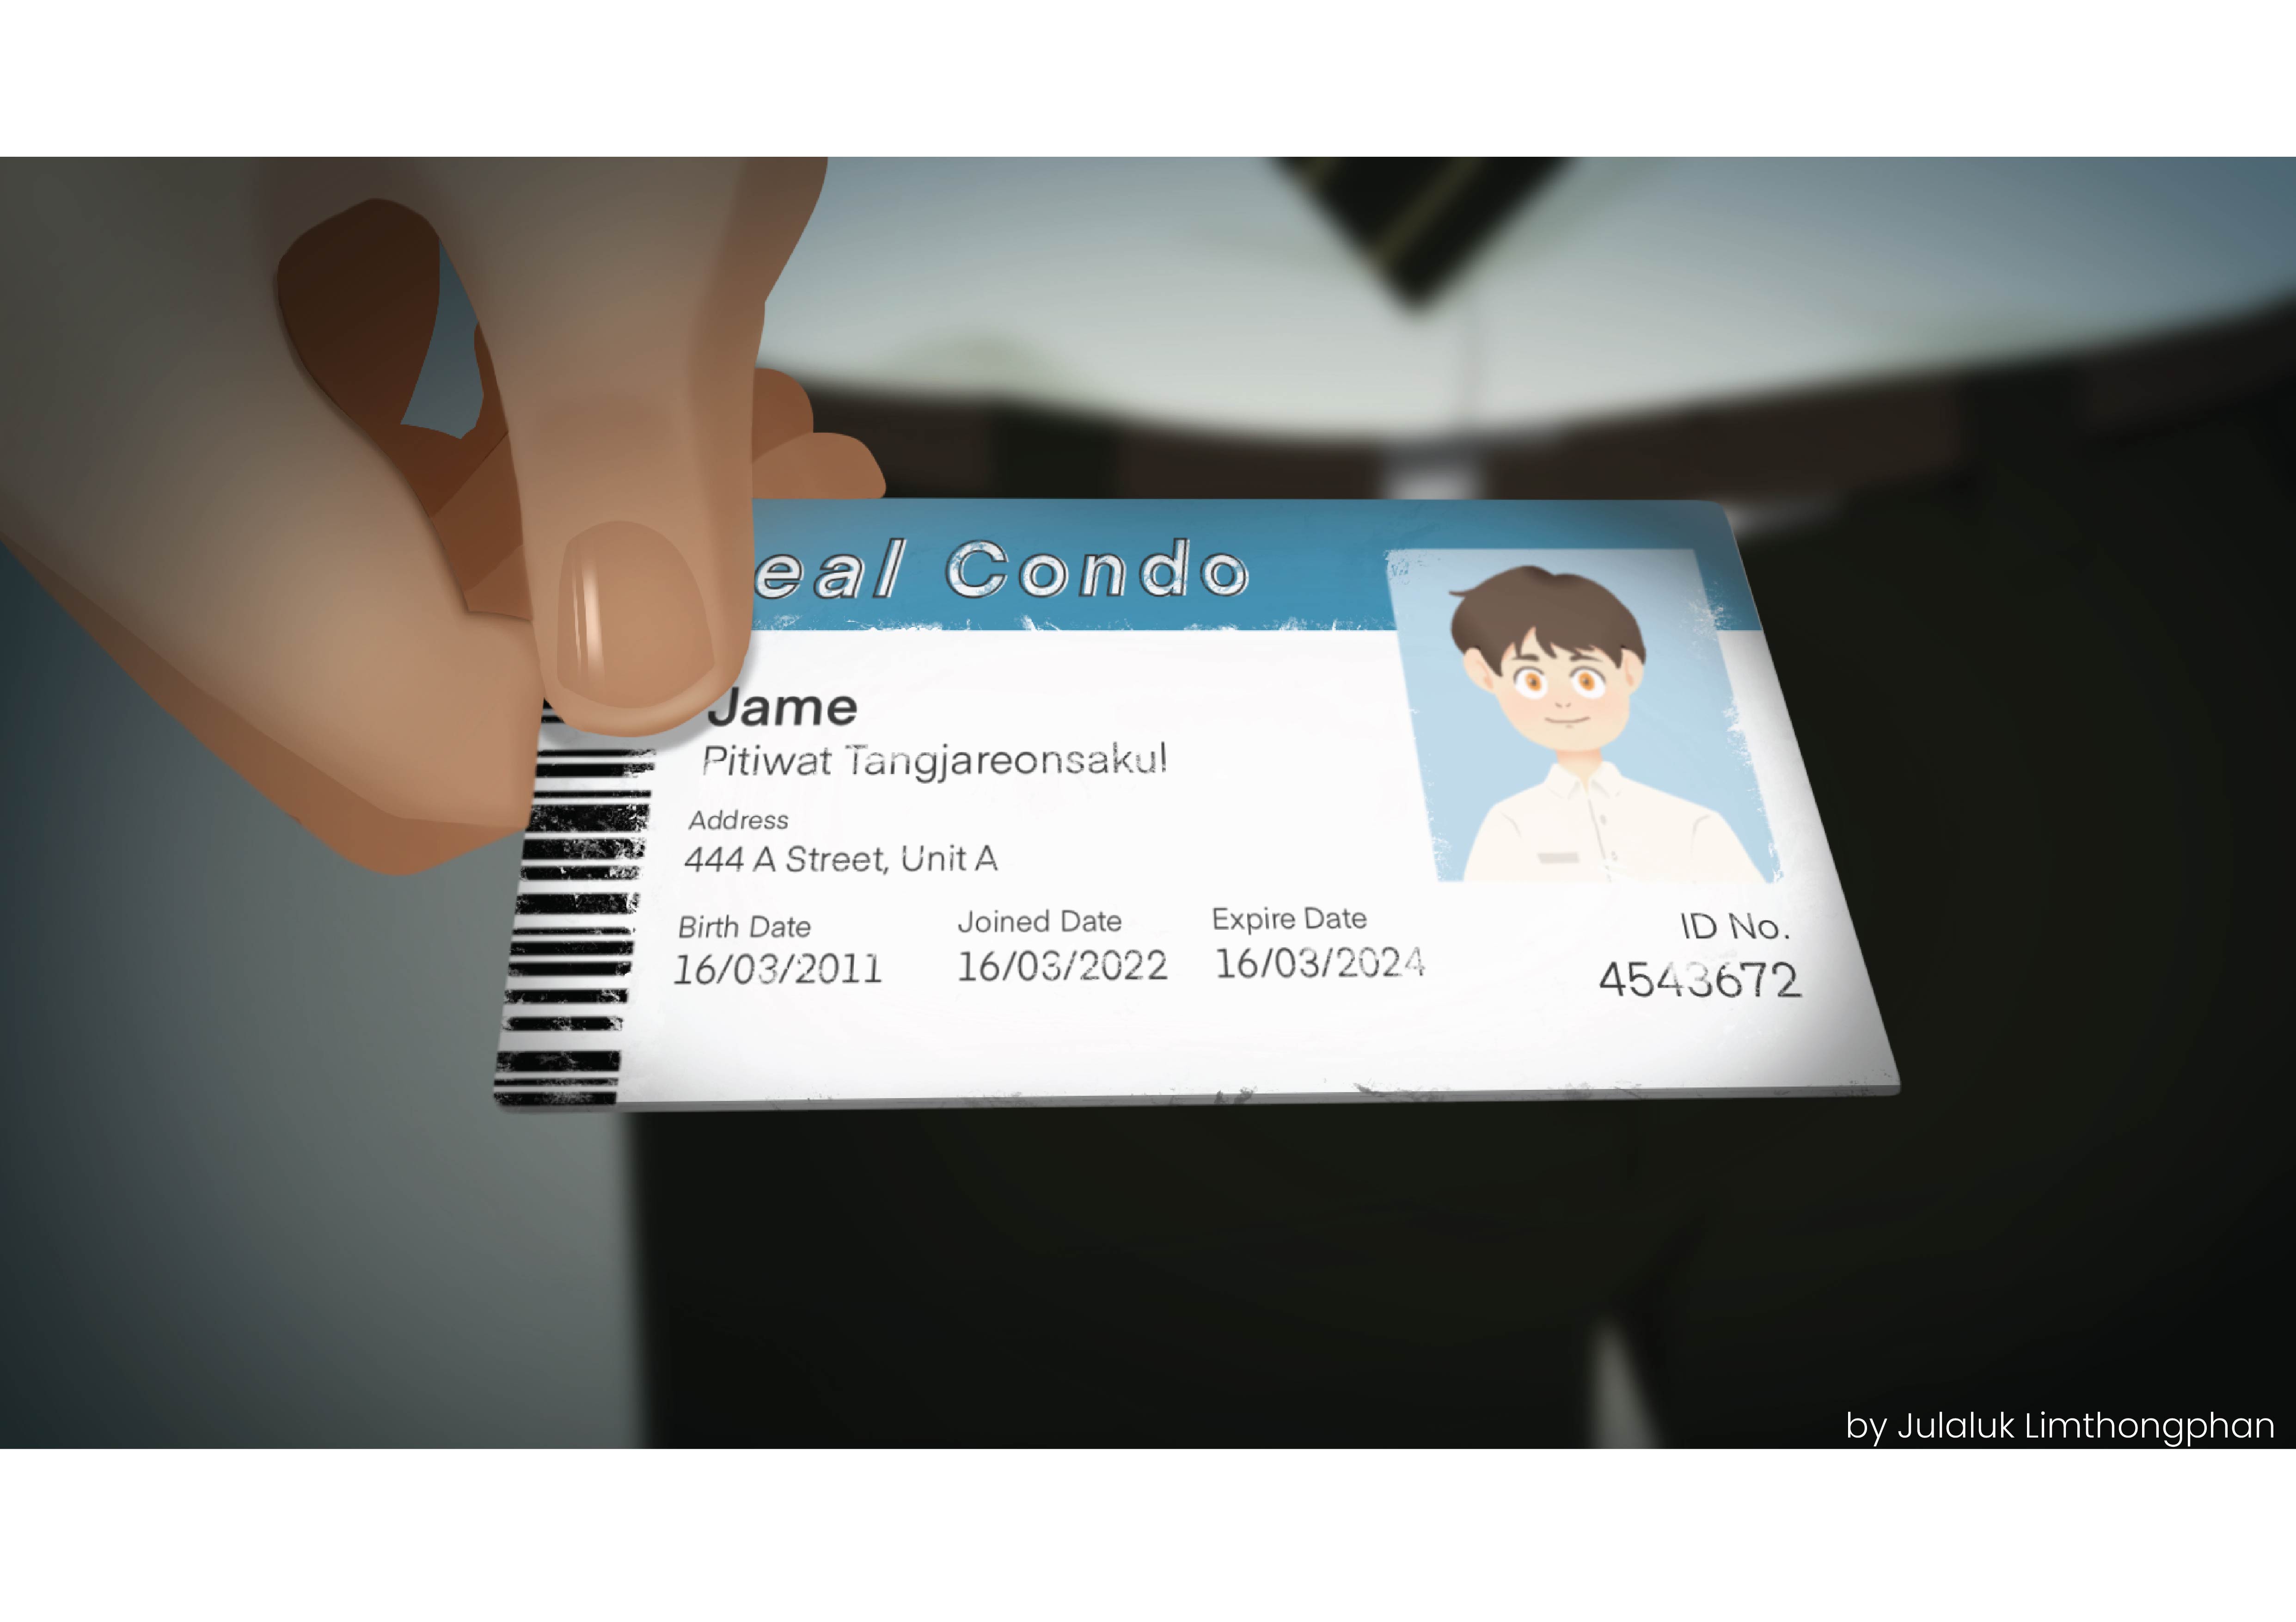 eal Condo
Jame
Pitiwat Tangjareonsakul
Address
444 A Street, Unit A
Birth Date Joined Date Expire Date
16/03/2011 16/03/2022 16/03/2024
ID No.
4543672
by Julaluk Limthongphan